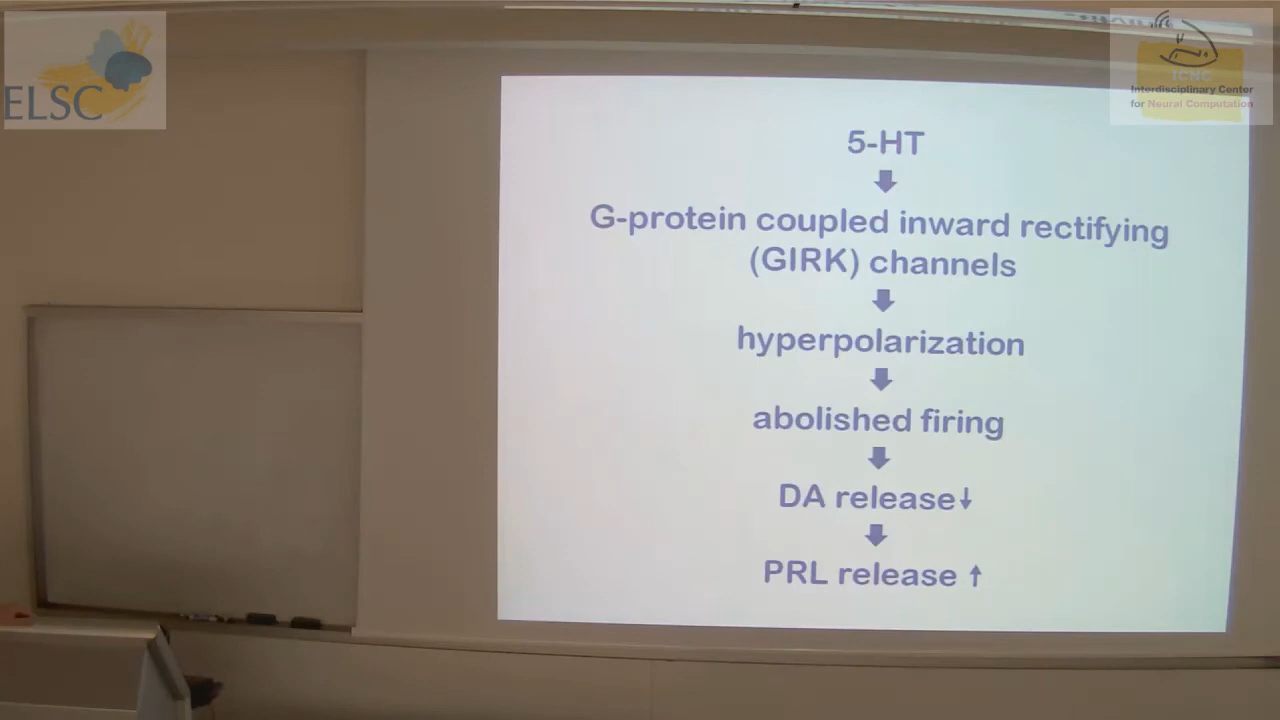 ELSC
ICNC
Interdisciplinary Center
for Neural Computation
5-HT
G-protein coupled inward rectifying
(GIRK) channels
hyperpolarization
abolished firing
DA release↓
PRL release ↑